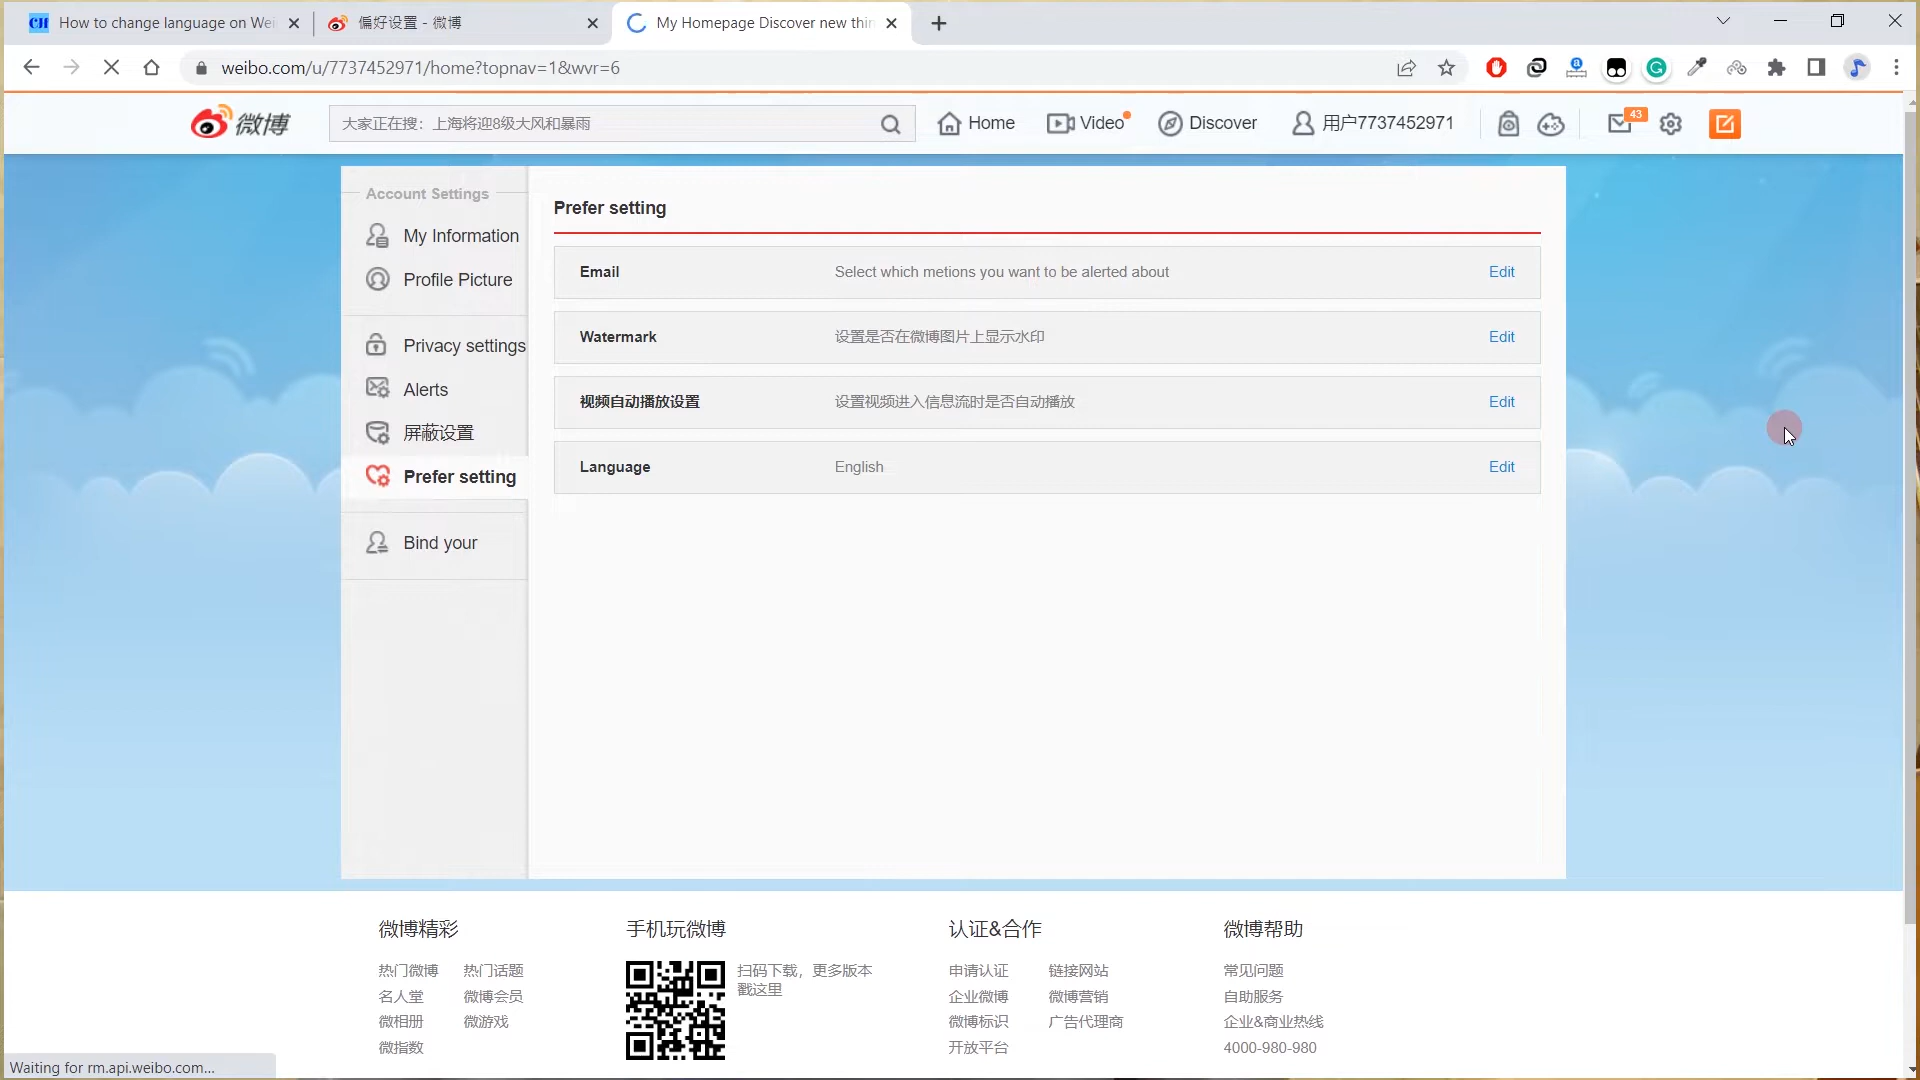 CH How to change language on Wei
偏好设置 - 微博
My Homepage Discover new thin
weibo.com/u/7737452971/home?topnav=1&wvr=6
微博
大家正在搜：上海将迎8级大风和暴雨
Home
Video
Discover
用户7737452971
43
Account Settings
My Information
Profile Picture
Privacy settings
Alerts
屏蔽设置
Prefer setting
Bind your
Prefer setting
Email Select which metions you want to be alerted about Edit
Watermark 设置是否在微博图片上显示水印 Edit
视频自动播放设置 设置视频进入信息流时是否自动播放 Edit
Language English Edit
微博精彩
热门微博 热门话题
名人堂 微博会员
微相册 微游戏
微指数
手机玩微博
扫码下载，更多版本
戳这里
认证&合作
申请认证 链接网站
企业微博 微博营销
微博标识 广告代理商
开放平台
微博帮助
常见问题
自助服务
企业&商业热线
4000-980-980
Waiting for rm.api.weibo.com...